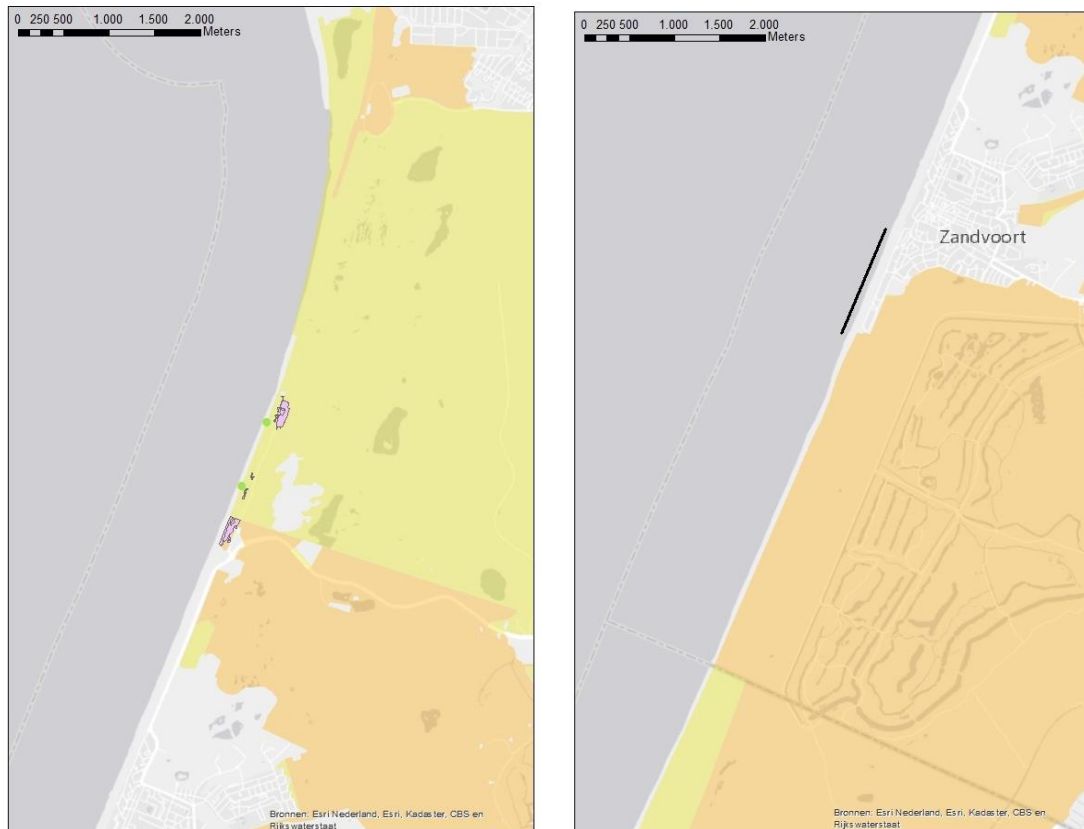 0 250 500 1.000 1.500 2.000
Meters
Bronnen: Esri Nederland, Esri, Kadaster, CBS en
Rijkswaterstaat
0 250 500 1.000 1.500 2.000
Meters
Zandvoort
Bronnen: Esri Nederland, Esri, Kadaster, CBS en
Rijkswaterstaat